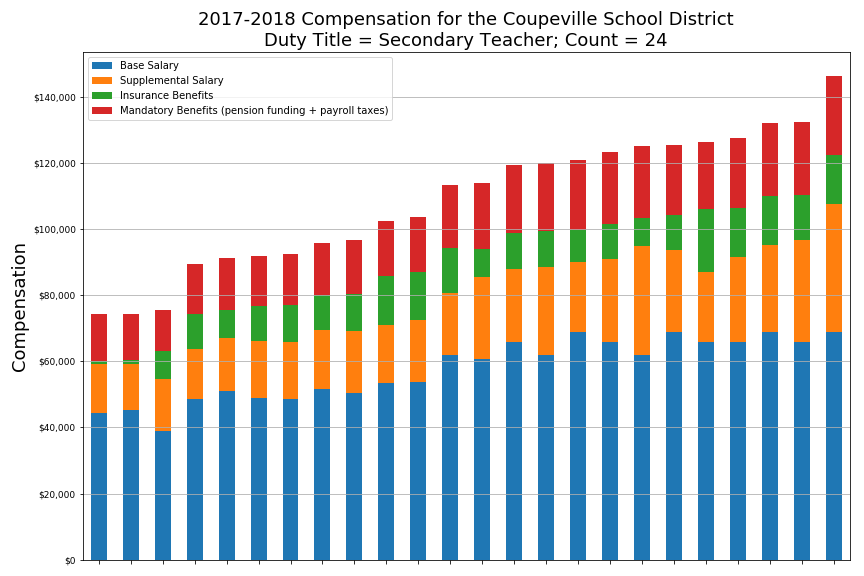 2017-2018 Compensation for the Coupeville School District
Duty Title = Secondary Teacher; Count = 24
Base Salary
Supplemental Salary
Insurance Benefits
Mandatory Benefits (pension funding + payroll taxes)
$140,000
$120,000
$100,000
$80,000
$60,000
$40,000
$20,000
$0
Compensation